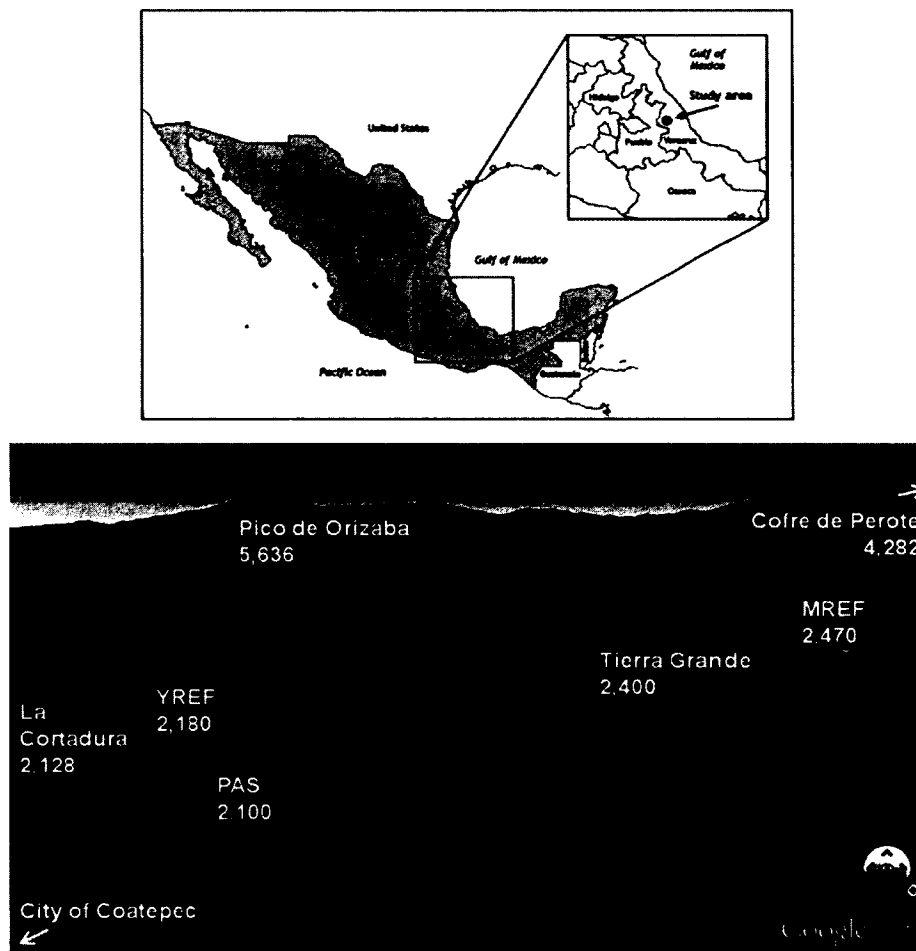 Gulf of
Mexico
Study area
Hidalgo
Puebla
Veracruz
Oaxaca
United States
Gulf of Mexico
Pacific Ocean
Guatemala
Pico de Orizaba
5,636
Cofre de Perote
4,282
MREF
2,470
Tierra Grande
2,400
YREF
2,180
La
Cortadura
2,128
PAS
2,100
City of Coatepec
Google